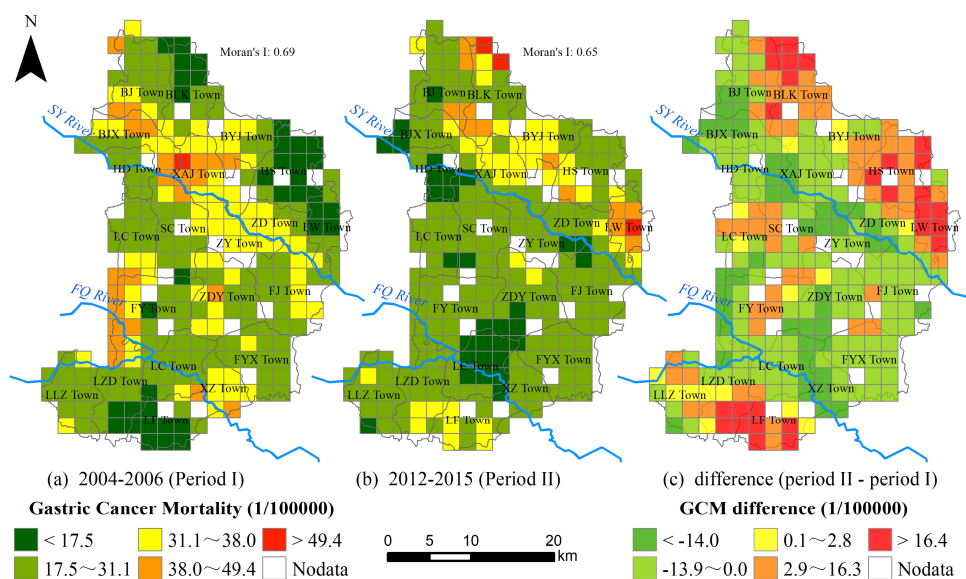 N
Moran's I: 0.69
BJ Town
BLK Town
SY River
BJX Town
BYJ Town
HD Town
XAJ Town
HS Town
SC Town
ZD Town
LW Town
LC Town
ZY Town
FQ River
FY Town
ZDY Town
FJ Town
LC Town
FYX Town
LZD Town
XZ Town
LLZ Town
LF Town
(a) 2004-2006 (Period I)
Moran's I: 0.65
BJ Town
BLK Town
SY River
BJX Town
BYJ Town
HD Town
XAJ Town
HS Town
SC Town
ZD Town
LW Town
LC Town
ZY Town
FQ River
FY Town
ZDY Town
FJ Town
LC Town
FYX Town
LZD Town
XZ Town
LLZ Town
LF Town
(b) 2012-2015 (Period II)
BJ Town
BLK Town
SY River
BJX Town
BYJ Town
HD Town
XAJ Town
HS Town
SC Town
ZD Town
LW Town
LC Town
ZY Town
FQ River
FY Town
ZDY Town
FJ Town
LC Town
FYX Town
LZD Town
XZ Town
LLZ Town
LF Town
(c) difference (period II - period I)
Gastric Cancer Mortality (1/100000)
< 17.5
31.1～38.0
> 49.4
17.5～31.1
38.0～49.4
Nodata
0 5 10 20
km
GCM difference (1/100000)
< -14.0
0.1～2.8
> 16.4
-13.9～0.0
2.9～16.3
Nodata